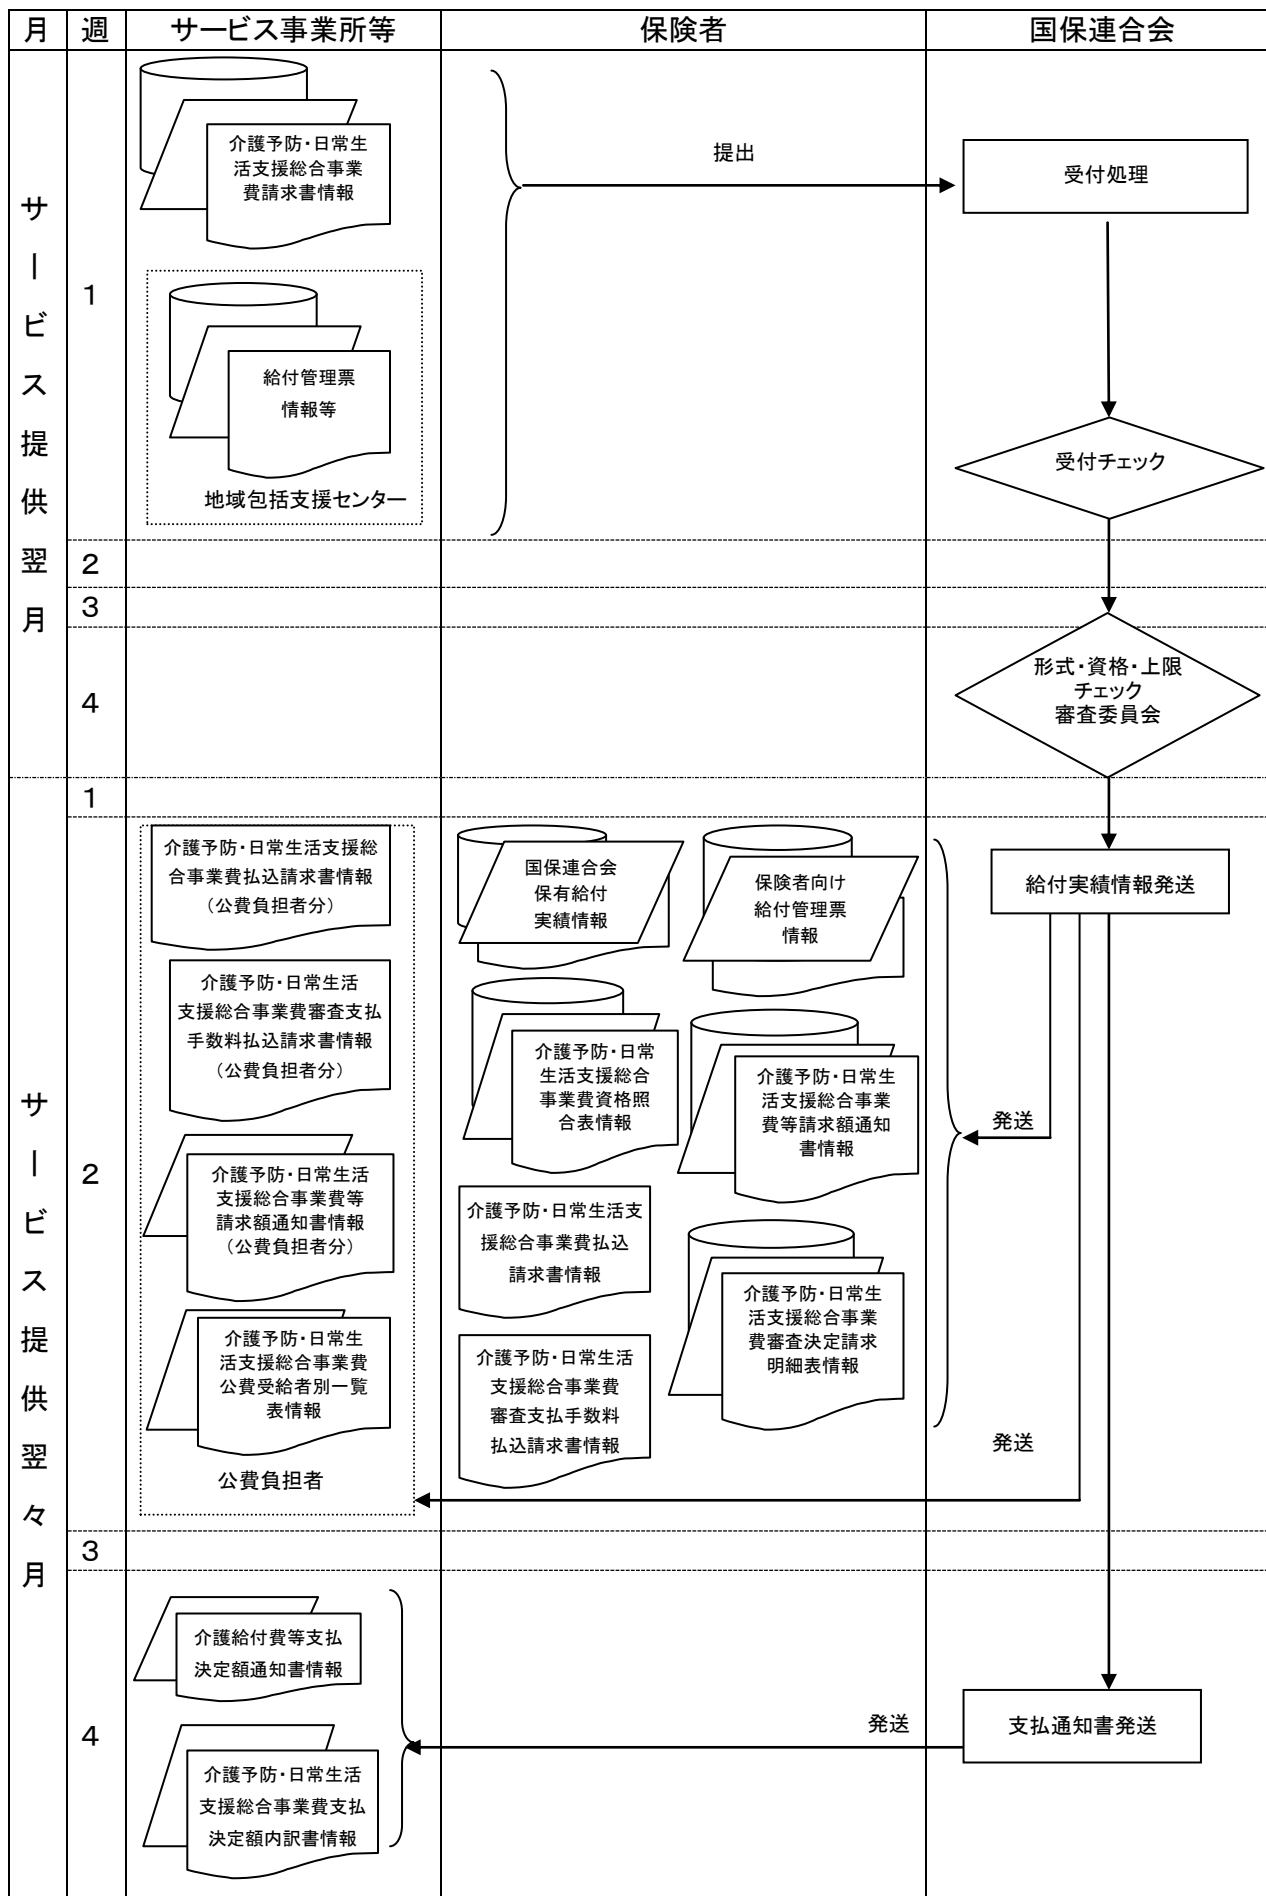 月
週
サービス事業所等
保険者
国保連合会
サービス提供翌月
1
介護予防・日常生
活支援総合事業
費請求書情報
給付管理票
情報等
地域包括支援センター
提出
受付処理
受付チェック
2
3
4
形式・資格・上限
チェック
審査委員会
サービス提供翌々月
1
2
介護予防・日常生活支援総
合事業費払込請求書情報
（公費負担者分）
介護予防・日常生活
支援総合事業費審査支払
手数料払込請求書情報
（公費負担者分）
介護予防・日常生活
支援総合事業費等
請求額通知書情報
（公費負担者分）
介護予防・日常生
活支援総合事業費
公費受給者別一覧
表情報
公費負担者
国保連合会
保有給付
実績情報
保険者向け
給付管理票
情報
介護予防・日常
生活支援総合
事業費資格照
合表情報
介護予防・日常生
活支援総合事業
費等請求額通知
書情報
介護予防・日常生活支
援総合事業費払込
請求書情報
介護予防・日常生
活支援総合事業
費審査決定請求
明細表情報
介護予防・日常生活
支援総合事業費
審査支払手数料
払込請求書情報
給付実績情報発送
発送
発送
3
4
介護給付費等支払
決定額通知書情報
介護予防・日常生活
支援総合事業費支払
決定額内訳書情報
発送
支払通知書発送